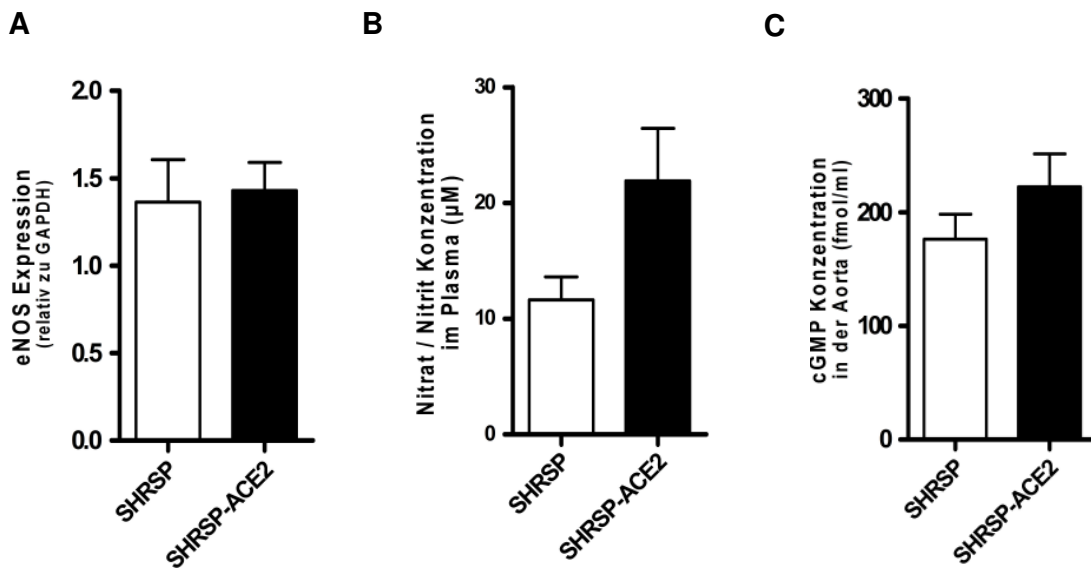 A
eNOS Expression
(relativ zu GAPDH)
2.0
1.5
1.0
0.5
0.0
SHRSP
SHRSP-ACE2
B
Nitrat / Nitrit Konzentration
im Plasma (µM)
30
20
10
0
SHRSP
SHRSP-ACE2
C
cGMP Konzentration
in der Aorta (fmol/ml)
300
200
100
0
SHRSP
SHRSP-ACE2